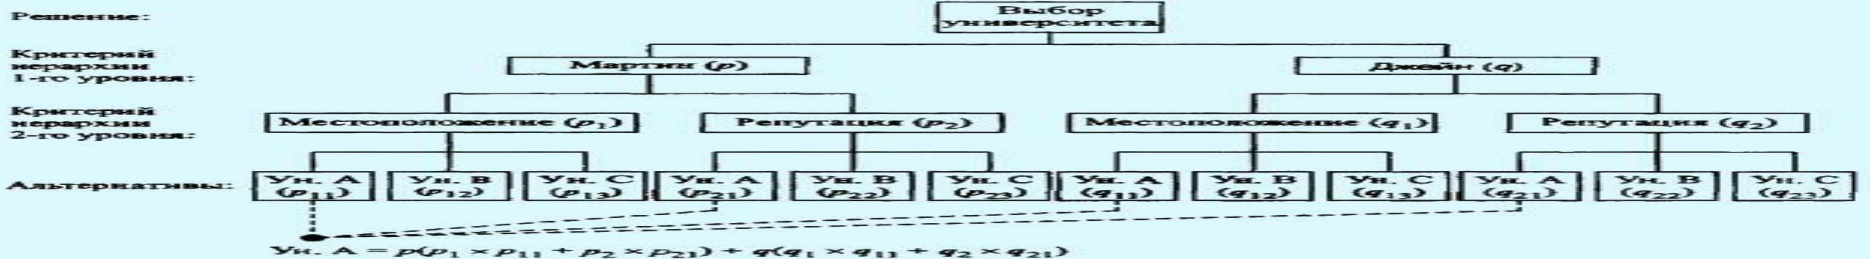 Решение:
Выбор
университета
Критерий
иерархии
1-го уровня:
Мартин (p)
Джейн (q)
Критерий
иерархии
2-го уровня:
Местоположение (p₁)
Репутация (p₂)
Местоположение (q₁)
Репутация (q₂)
Альтернативы:
Ун. A
(p₁₁)
Ун. B
(p₁₂)
Ун. C
(p₁₃)
Ун. A
(p₂₁)
Ун. B
(p₂₂)
Ун. C
(p₂₃)
Ун. A
(q₁₁)
Ун. B
(q₁₂)
Ун. C
(q₁₃)
Ун. A
(q₂₁)
Ун. B
(q₂₂)
Ун. C
(q₂₃)
Ун. A = p(p₁ × p₁₁ + p₂ × p₂₁) + q(q₁ × q₁₁ + q₂ × q₂₁)